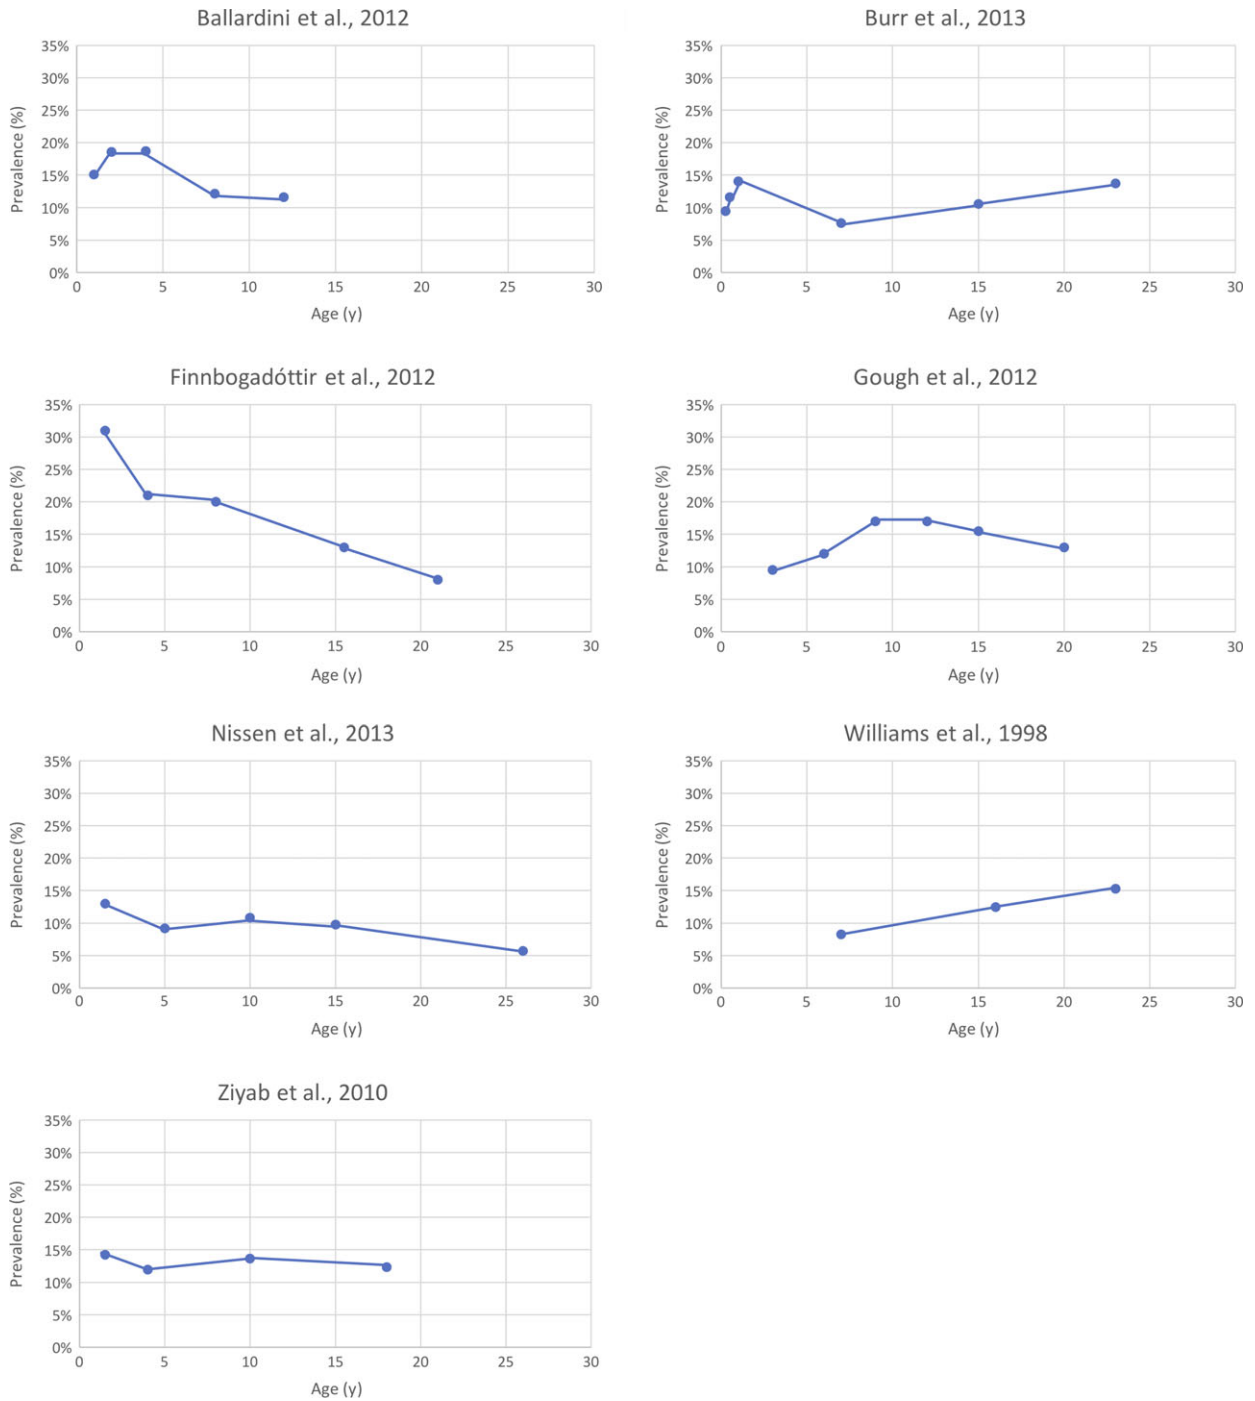 Ballardini et al., 2012
35%
30%
25%
20%
15%
10%
5%
0%
Prevalence (%)
0 5 10 15 20 25 30
Age (y)
Burr et al., 2013
35%
30%
25%
20%
15%
10%
5%
0%
Prevalence (%)
0 5 10 15 20 25 30
Age (y)
Finnbogadóttir et al., 2012
35%
30%
25%
20%
15%
10%
5%
0%
Prevalence (%)
0 5 10 15 20 25 30
Age (y)
Gough et al., 2012
35%
30%
25%
20%
15%
10%
5%
0%
Prevalence (%)
0 5 10 15 20 25 30
Age (y)
Nissen et al., 2013
35%
30%
25%
20%
15%
10%
5%
0%
Prevalence (%)
0 5 10 15 20 25 30
Age (y)
Williams et al., 1998
35%
30%
25%
20%
15%
10%
5%
0%
Prevalence (%)
0 5 10 15 20 25 30
Age (y)
Ziyab et al., 2010
35%
30%
25%
20%
15%
10%
5%
0%
Prevalence (%)
0 5 10 15 20 25 30
Age (y)